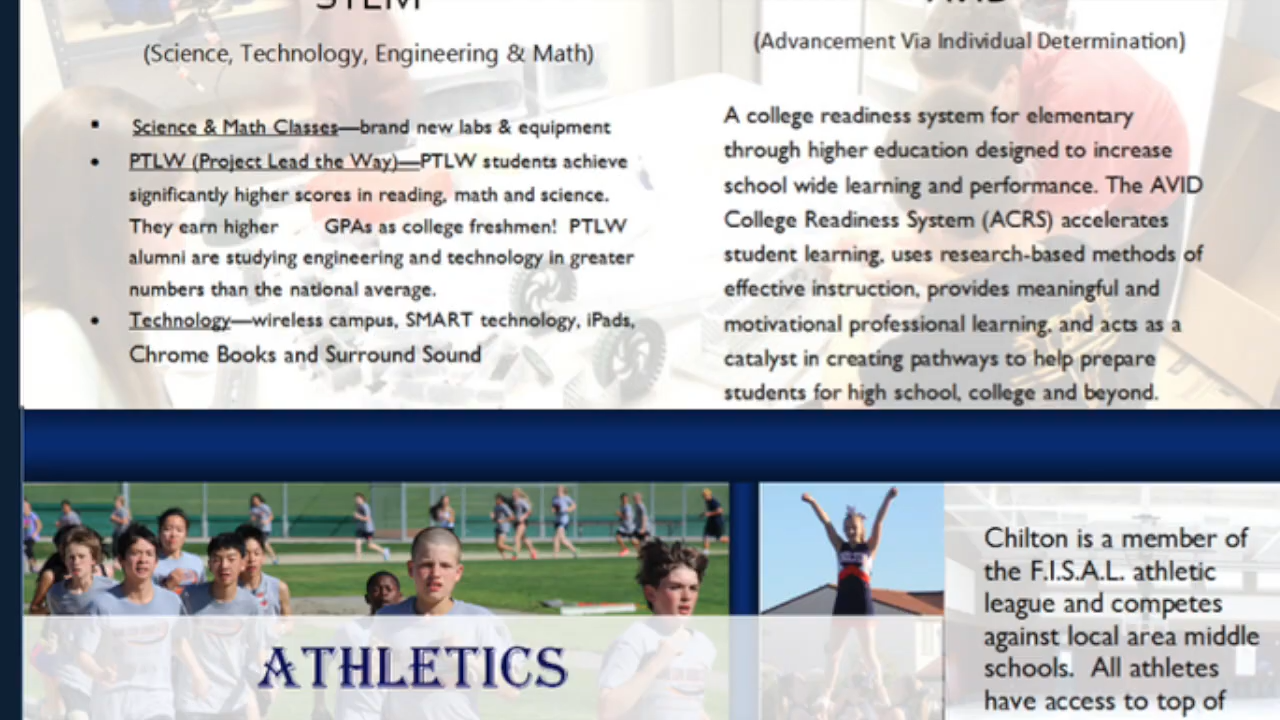 STEM
(Science, Technology, Engineering & Math)
Science & Math Classes—brand new labs & equipment
PTLW (Project Lead the Way)—PTLW students achieve
significantly higher scores in reading, math and science.
They earn higher GPAs as college freshmen! PTLW
alumni are studying engineering and technology in greater
numbers than the national average.
Technology—wireless campus, SMART technology, iPads,
Chrome Books and Surround Sound
AVID
(Advancement Via Individual Determination)
A college readiness system for elementary
through higher education designed to increase
school wide learning and performance. The AVID
College Readiness System (ACRS) accelerates
student learning, uses research-based methods of
effective instruction, provides meaningful and
motivational professional learning, and acts as a
catalyst in creating pathways to help prepare
students for high school, college and beyond.
ATHLETICS
Chilton is a member of
the F.I.S.A.L. athletic
league and competes
against local area middle
schools. All athletes
have access to top of